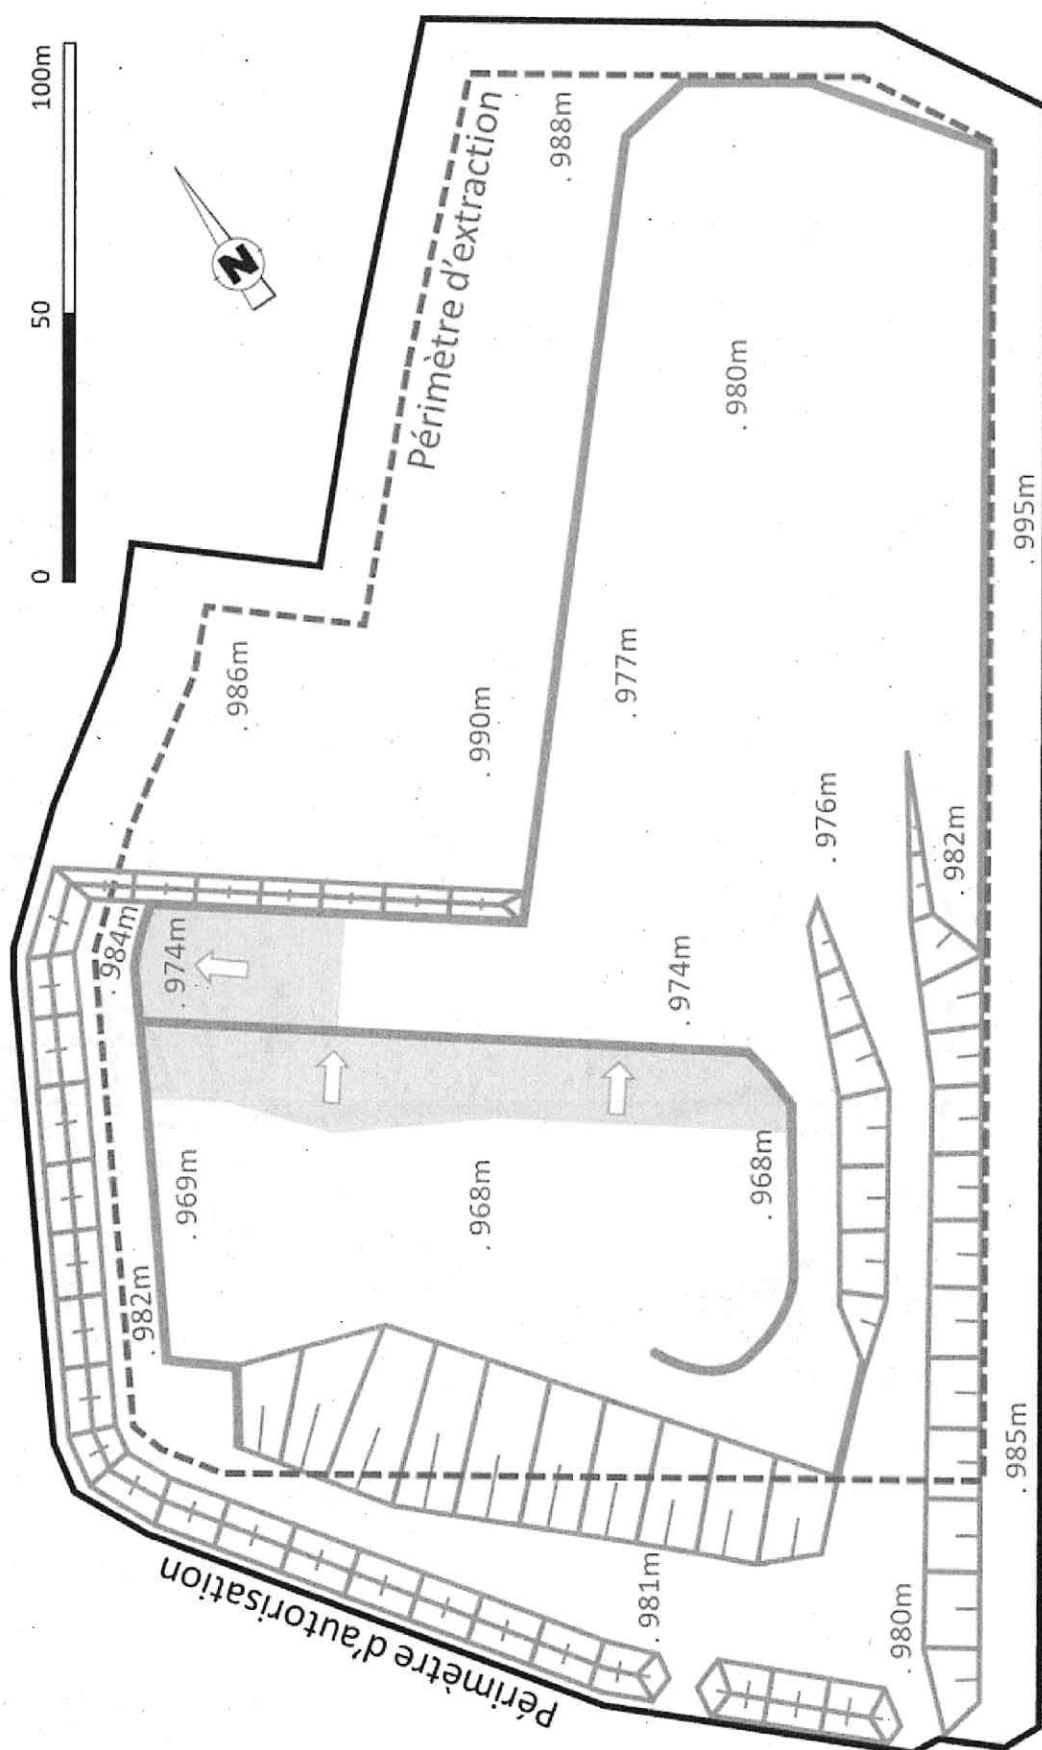 0
50
100m
N
Périmètre d'extraction
.988m
.980m
.995m
.986m
.990m
.977m
.976m
.982m
.984m
.974m
.974m
.969m
.968m
.968m
.982m
.985m
.981m
.980m
Périmètre d'autorisation